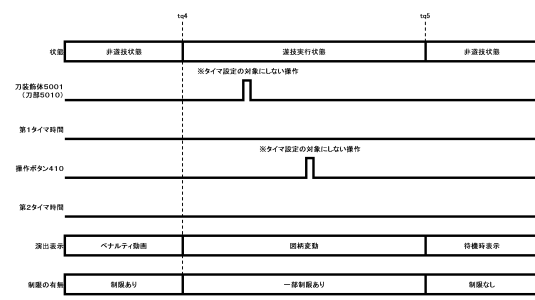 tq4
tq5
状態
非遊技状態
遊技実行状態
非遊技状態
※タイマ設定の対象にしない操作
刀装飾体5001
(刀部5010)
第1タイマ時間
※タイマ設定の対象にしない操作
操作ボタン410
第2タイマ時間
演出表示
ペナルティ動画
図柄変動
待機時表示
制限の有無
制限あり
一部制限あり
制限なし